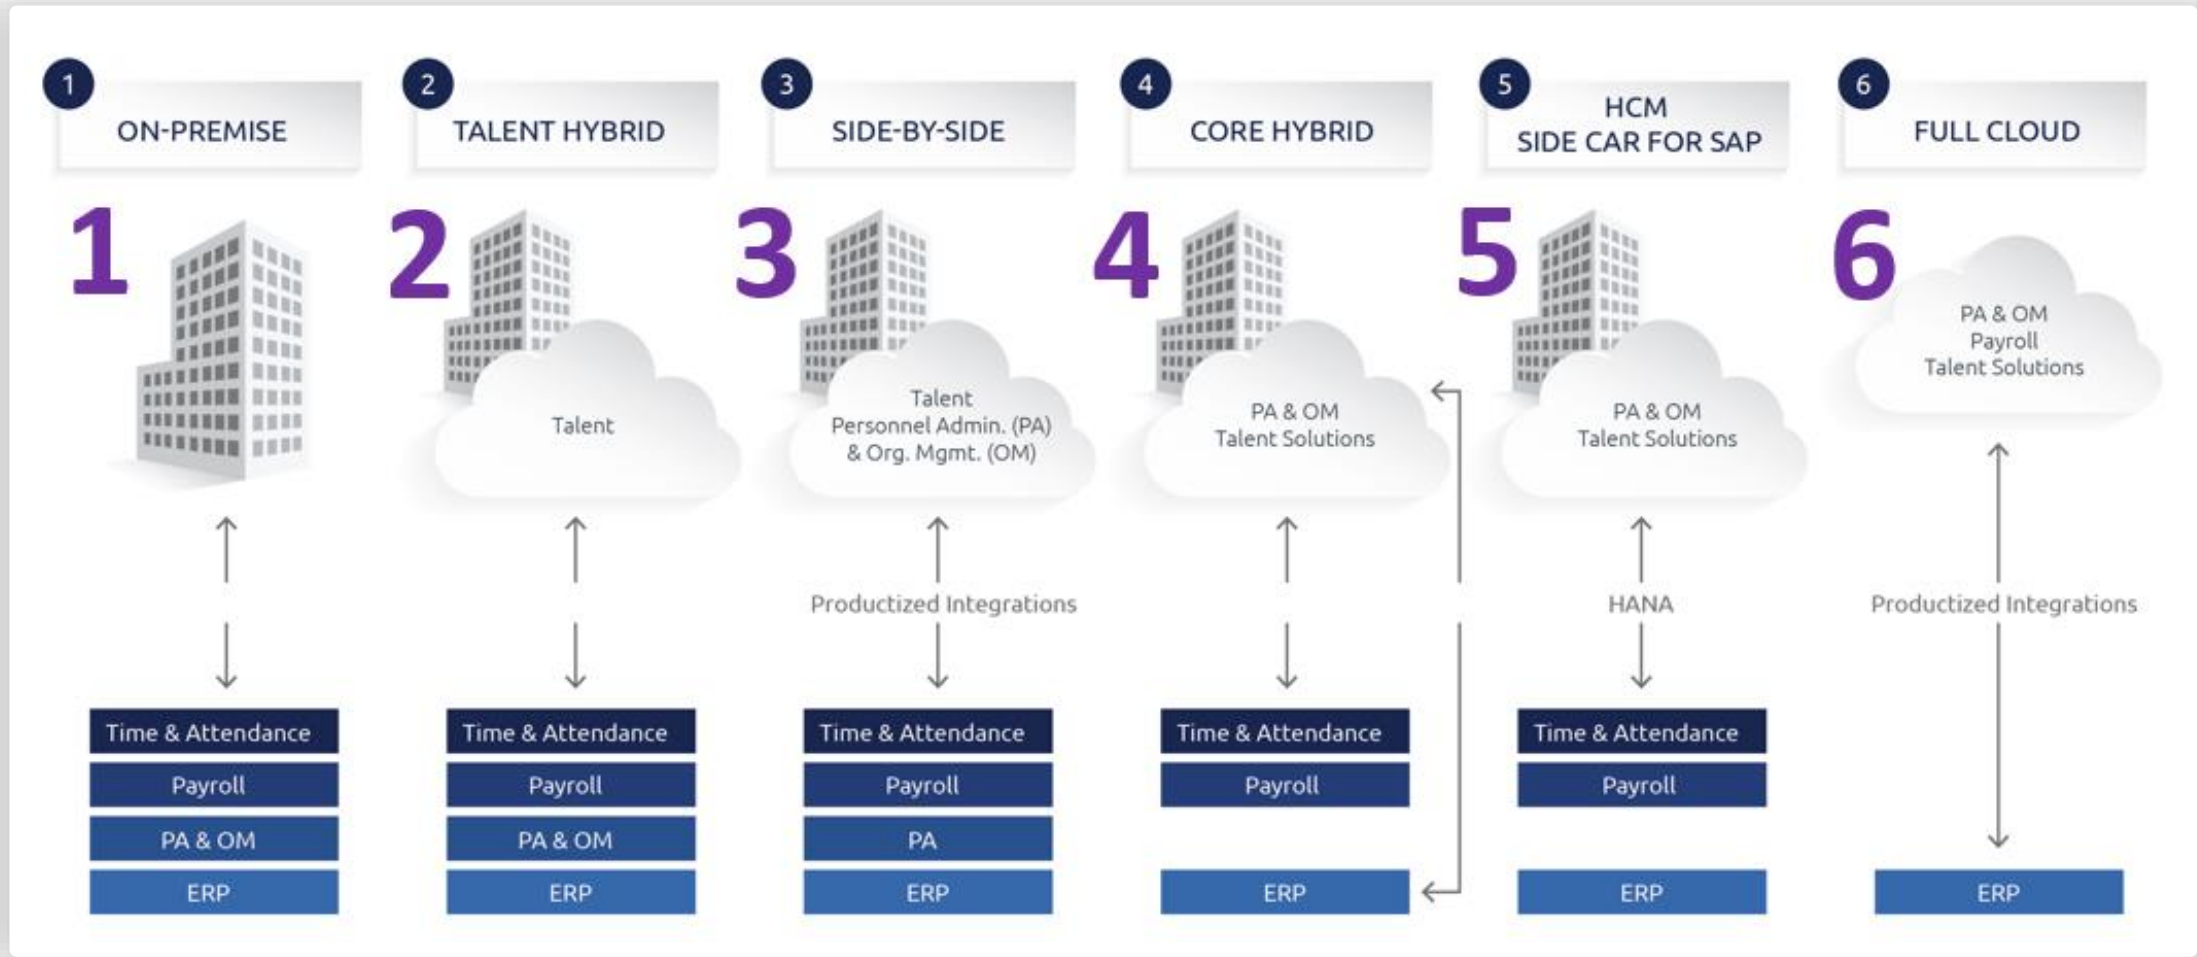 1
ON-PREMISE
2
TALENT HYBRID
3
SIDE-BY-SIDE
4
CORE HYBRID
5
HCM
SIDE CAR FOR SAP
6
FULL CLOUD
1
2
Talent
3
Talent
Personnel Admin. (PA)
& Org. Mgmt. (OM)
4
PA & OM
Talent Solutions
5
PA & OM
Talent Solutions
6
PA & OM
Payroll
Talent Solutions
Productized Integrations
HANA
Productized Integrations
Time & Attendance
Payroll
PA & OM
ERP
Time & Attendance
Payroll
PA & OM
ERP
Time & Attendance
Payroll
PA
ERP
Time & Attendance
Payroll
ERP
Time & Attendance
Payroll
ERP
ERP